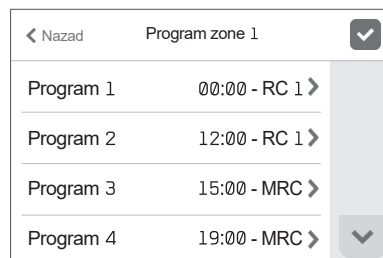 Nazad Program zone 1
Program 1 00:00 - RC 1
Program 2 12:00 - RC 1
Program 3 15:00 - MRC
Program 4 19:00 - MRC